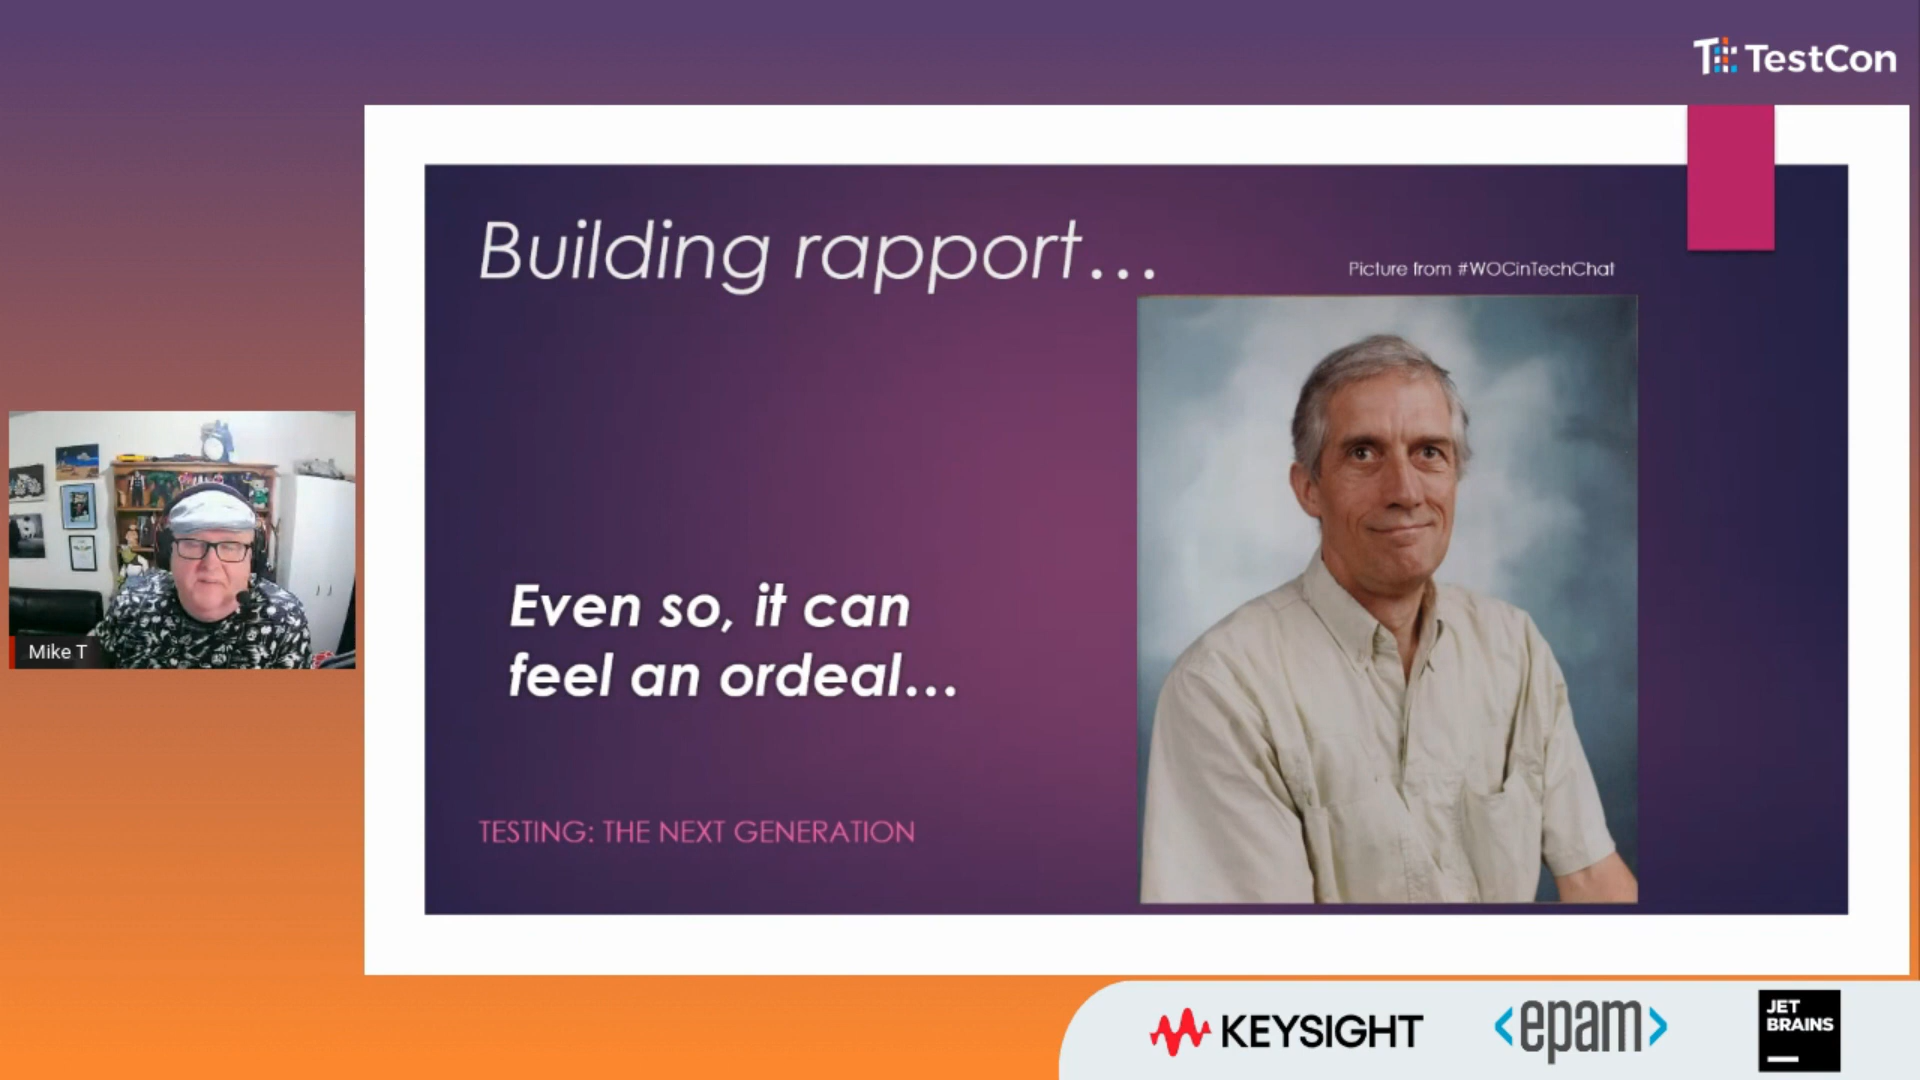 TestCon
Building rapport...
Picture from #WOCinTechChat
Even so, it can
feel an ordeal...
TESTING: THE NEXT GENERATION
Mike T
KEYSIGHT
<epam>
JET
BRAINS